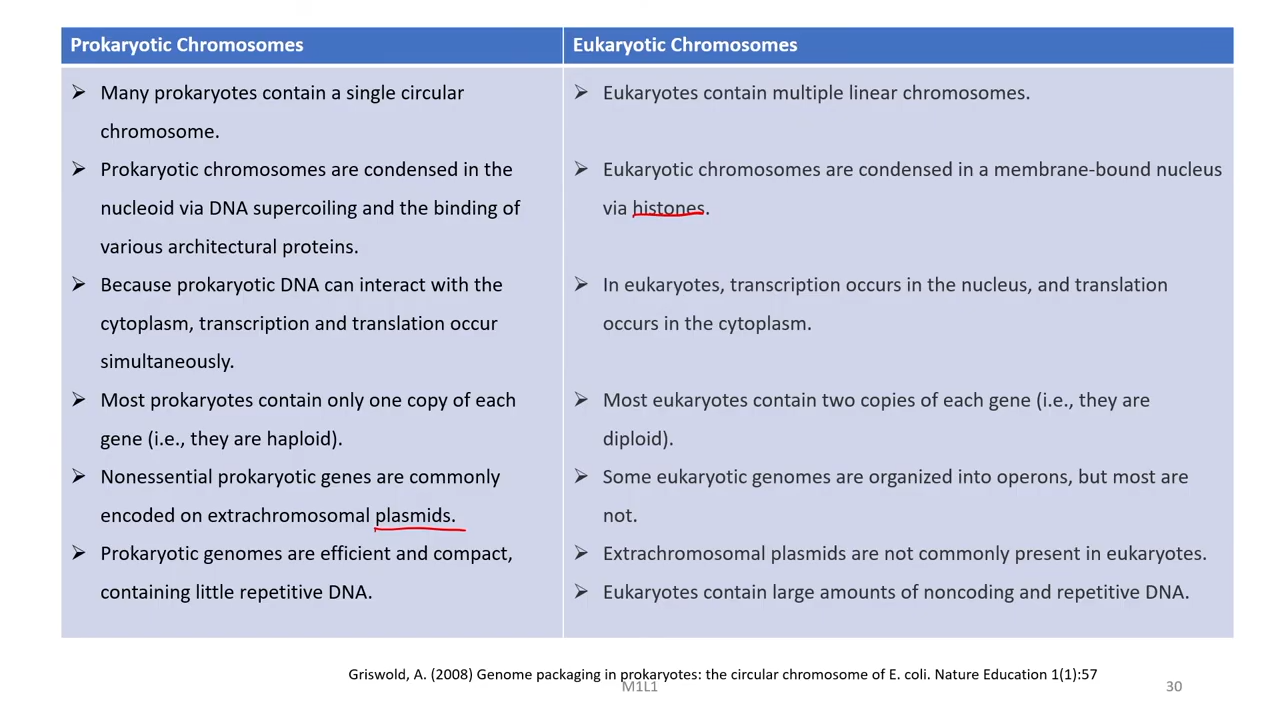 Prokaryotic Chromosomes
Many prokaryotes contain a single circular
chromosome.
Prokaryotic chromosomes are condensed in the
nucleoid via DNA supercoiling and the binding of
various architectural proteins.
Because prokaryotic DNA can interact with the
cytoplasm, transcription and translation occur
simultaneously.
Most prokaryotes contain only one copy of each
gene (i.e., they are haploid).
Nonessential prokaryotic genes are commonly
encoded on extrachromosomal plasmids.
Prokaryotic genomes are efficient and compact,
containing little repetitive DNA.
Eukaryotic Chromosomes
Eukaryotes contain multiple linear chromosomes.
Eukaryotic chromosomes are condensed in a membrane-bound nucleus
via histones.
In eukaryotes, transcription occurs in the nucleus, and translation
occurs in the cytoplasm.
Most eukaryotes contain two copies of each gene (i.e., they are
diploid).
Some eukaryotic genomes are organized into operons, but most are
not.
Extrachromosomal plasmids are not commonly present in eukaryotes.
Eukaryotes contain large amounts of noncoding and repetitive DNA.
Griswold, A. (2008) Genome packaging in prokaryotes: the circular chromosome of E. coli. Nature Education 1(1):57
M1L1
30